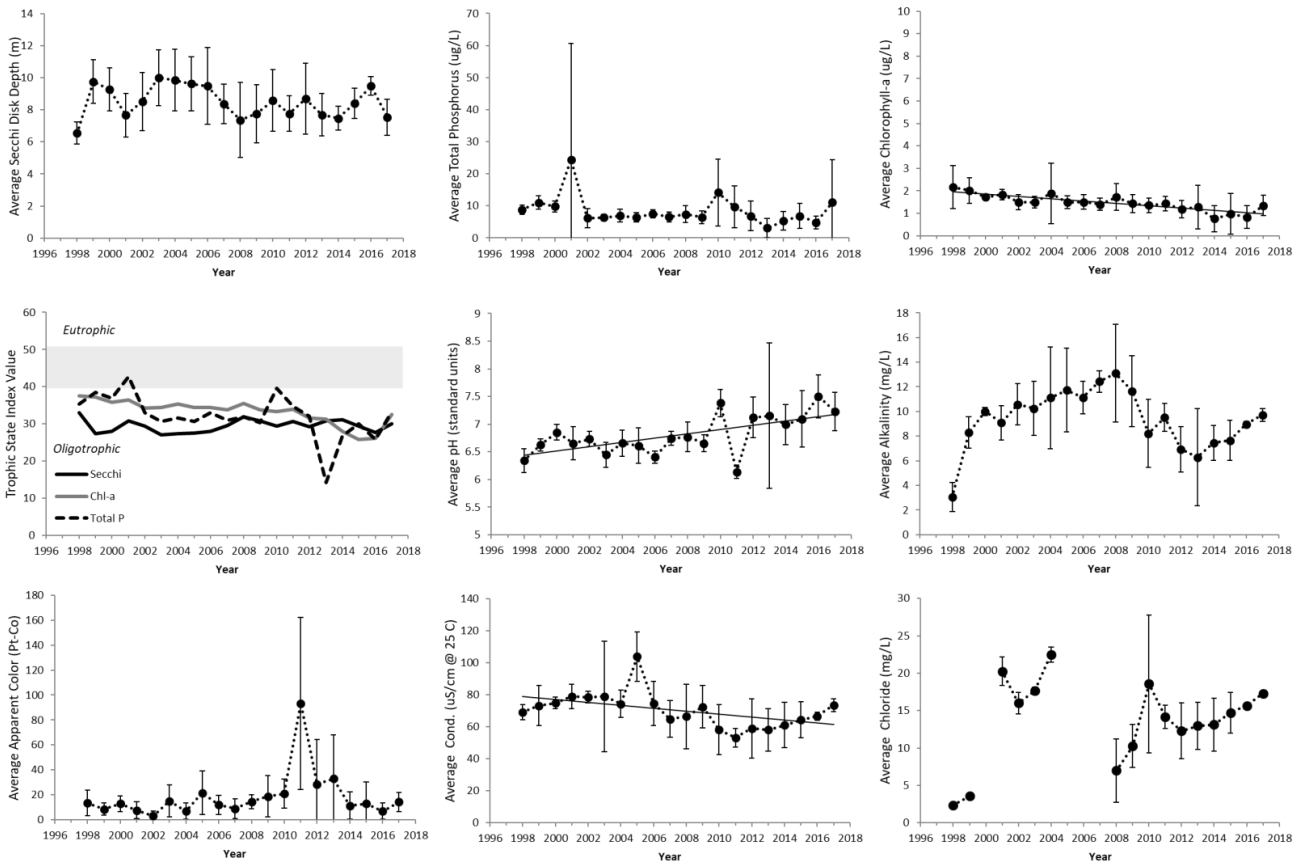 Average Secchi Disk Depth (m)
14
12
10
8
6
4
2
0
1996 1998 2000 2002 2004 2006 2008 2010 2012 2014 2016 2018
Year
Average Total Phosphorus (ug/L)
70
60
50
40
30
20
10
0
1996 1998 2000 2002 2004 2006 2008 2010 2012 2014 2016 2018
Year
Average Chlorophyll-a (ug/L)
10
9
8
7
6
5
4
3
2
1
0
1996 1998 2000 2002 2004 2006 2008 2010 2012 2014 2016 2018
Year
Trophic State Index Value
60
50
40
30
20
10
0
Eutrophic
Oligotrophic
Secchi
Chl-a
Total P
1996 1998 2000 2002 2004 2006 2008 2010 2012 2014 2016 2018
Year
Average pH (standard units)
9
8.5
8
7.5
7
6.5
6
5.5
5
1996 1998 2000 2002 2004 2006 2008 2010 2012 2014 2016 2018
Year
Average Alkalinity (mg/L)
18
16
14
12
10
8
6
4
2
0
1996 1998 2000 2002 2004 2006 2008 2010 2012 2014 2016 2018
Year
Average Apparent Color (Pt-Co)
180
160
140
120
100
80
60
40
20
0
1996 1998 2000 2002 2004 2006 2008 2010 2012 2014 2016 2018
Year
Average Cond. (uS/cm @ 25 C)
140
120
100
80
60
40
20
0
1996 1998 2000 2002 2004 2006 2008 2010 2012 2014 2016 2018
Year
Average Chloride (mg/L)
30
25
20
15
10
5
0
1996 1998 2000 2002 2004 2006 2008 2010 2012 2014 2016 2018
Year